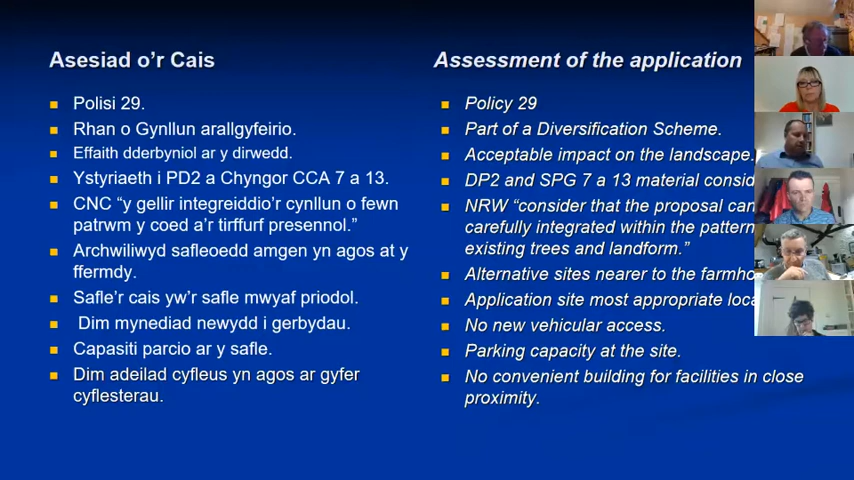 Asesiad o'r Cais
Polisi 29.
Rhan o Gynllun arallgyfeirio.
Effaith dderbyniol ar y dirwedd.
Ystyriaeth i PD2 a Chyngor CCA 7 a 13.
CNC “y gellir integreiddio'r cynllun o fewn
patrwm y coed a'r tirffurf presennol.”
Archwiliwyd safleoedd amgen yn agos at y
ffermdy.
Safle'r cais yw'r safle mwyaf priodol.
Dim mynediad newydd i gerbydau.
Capasiti parcio ar y safle.
Dim adeilad cyfleus yn agos ar gyfer
cyflesterau.
Assessment of the application
Policy 29
Part of a Diversification Scheme.
Acceptable impact on the landscape.
DP2 and SPG 7 a 13 material consid
NRW “consider that the proposal can
carefully integrated within the pattern
existing trees and landform.”
Alternative sites nearer to the farmho
Application site most appropriate loca
No new vehicular access.
Parking capacity at the site.
No convenient building for facilities in close
proximity.